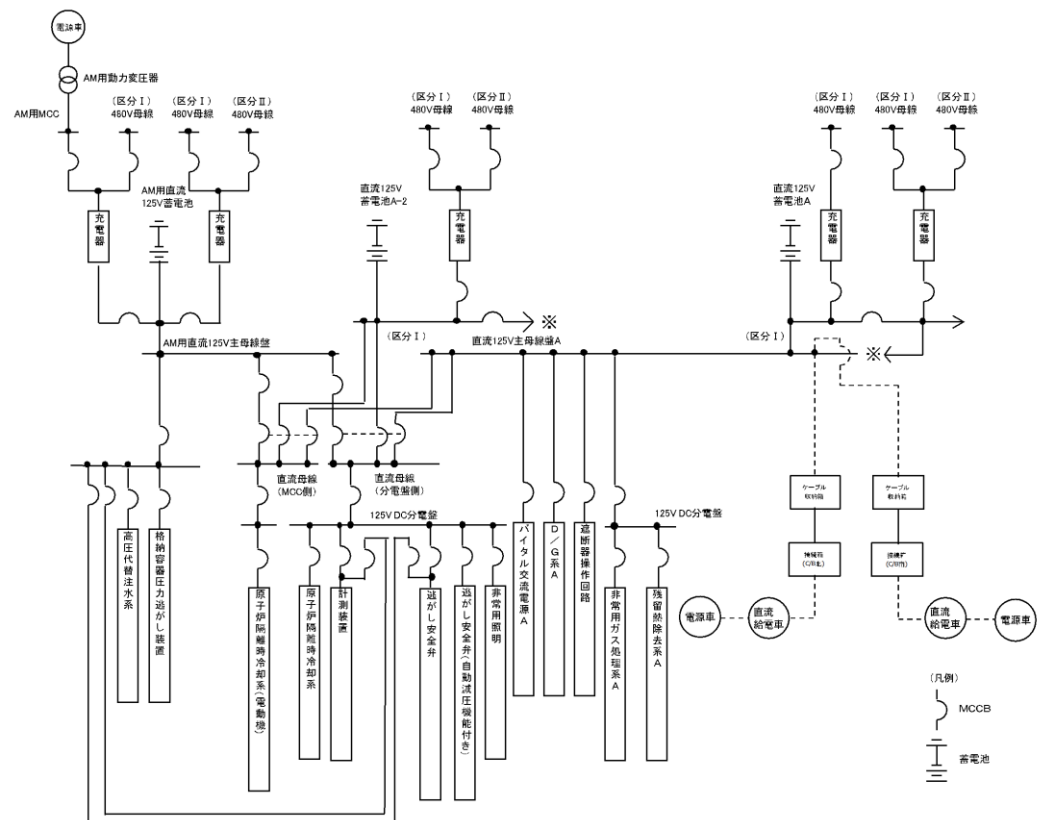 電源車
AM用動力変圧器
AM用MCC
(区分Ⅰ)
480V母線
(区分Ⅰ)
480V母線
(区分Ⅱ)
480V母線
(区分Ⅰ)
480V母線
(区分Ⅱ)
480V母線
(区分Ⅰ)
480V母線
(区分Ⅰ)
480V母線
(区分Ⅱ)
480V母線
充電器
AM用直流
125V蓄電池
充電器
直流125V
蓄電池A-2
充電器
直流125V
蓄電池A
充電器
充電器
※
AM用直流125V主母線盤
(区分Ⅰ)
直流125V主母線盤A
(区分Ⅰ)
※
直流母線
(MCC側)
直流母線
(分電盤側)
125V DC分電盤
125V DC分電盤
高圧代替注水系
格納容器圧力逃がし装置
原子炉隔離時冷却系(電動機)
原子炉隔離時冷却系
計測装置
逃がし安全弁
逃がし安全弁(自動減圧機能付き)
非常用照明
バイタル交流電源A
D/G系A
遮断器操作回路
非常用ガス処理系A
残留熱除去系A
ケーブル
収納箱
ケーブル
収納箱
接続箱
接続箱
電源車
直流
給電車
直流
給電車
電源車
(凡例)
MCCB
蓄電池